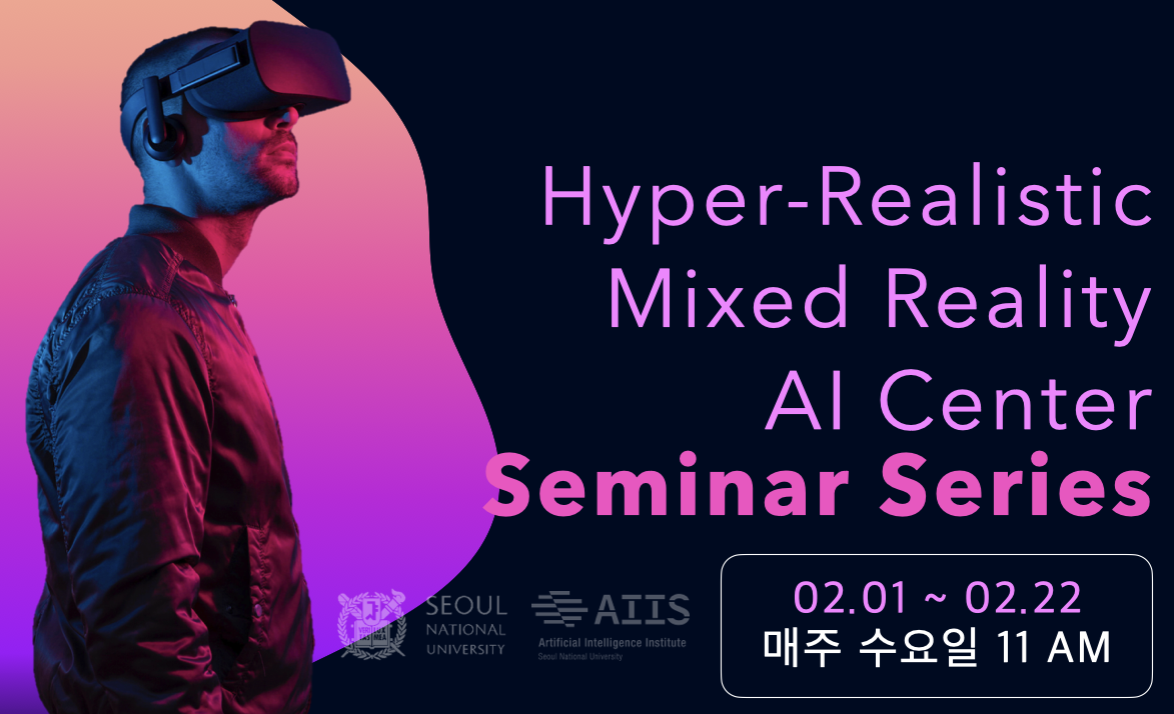 Hyper-Realistic
Mixed Reality
AI Center
Seminar Series
02.01 ~ 02.22
매주 수요일 11 AM
SEOUL
NATIONAL
UNIVERSITY
AIIS
Artificial Intelligence Institute
Seoul National University